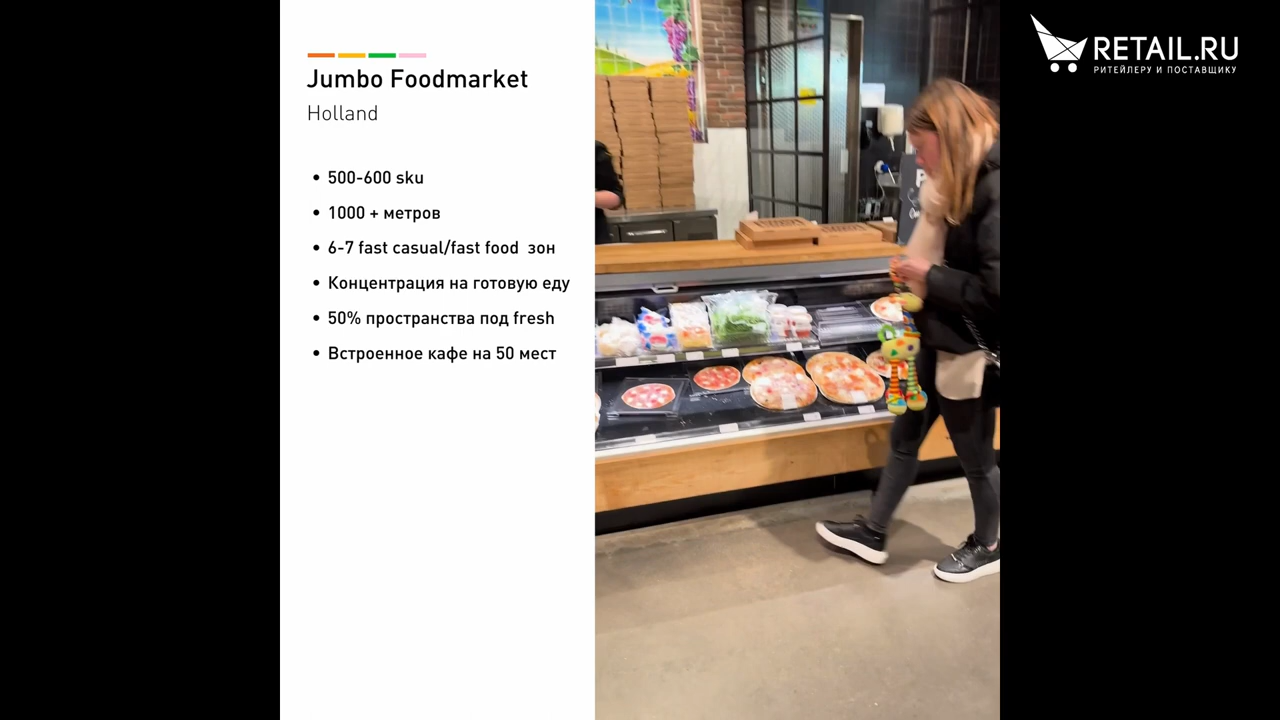 Jumbo Foodmarket
Holland
• 500-600 sku
• 1000 + метров
• 6-7 fast casual/fast food зон
• Концентрация на готовую еду
• 50% пространства под fresh
• Встроенное кафе на 50 мест
RETAIL.RU
РИТЕЙЛЕРУ И ПОСТАВЩИКУ